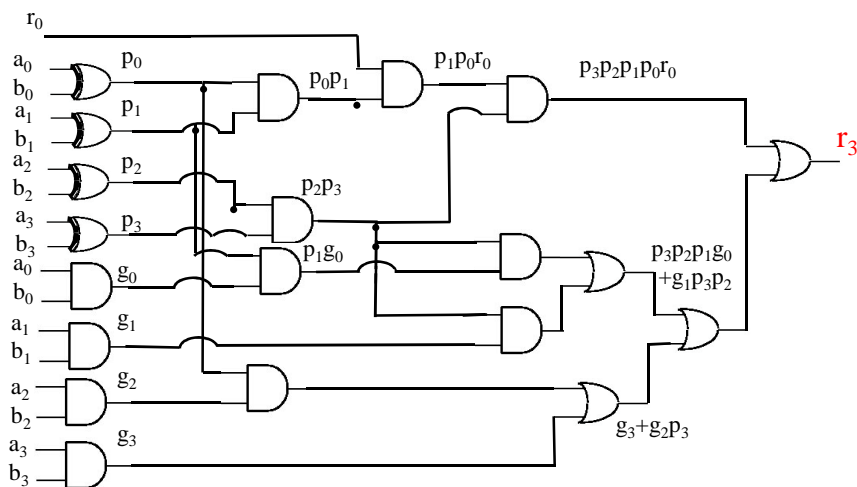 r₀
a₀ p₀
b₀
p₀p₁
p₁p₀r₀
p₃p₂p₁p₀r₀
a₁ p₁
b₁
a₂ p₂
b₂
p₂p₃
r₃
a₃ p₃
b₃
a₀ g₀
b₀
p₁g₀
p₃p₂p₁g₀
+g₁p₃p₂
a₁ g₁
b₁
a₂ g₂
b₂
g₃+g₂p₃
a₃ g₃
b₃